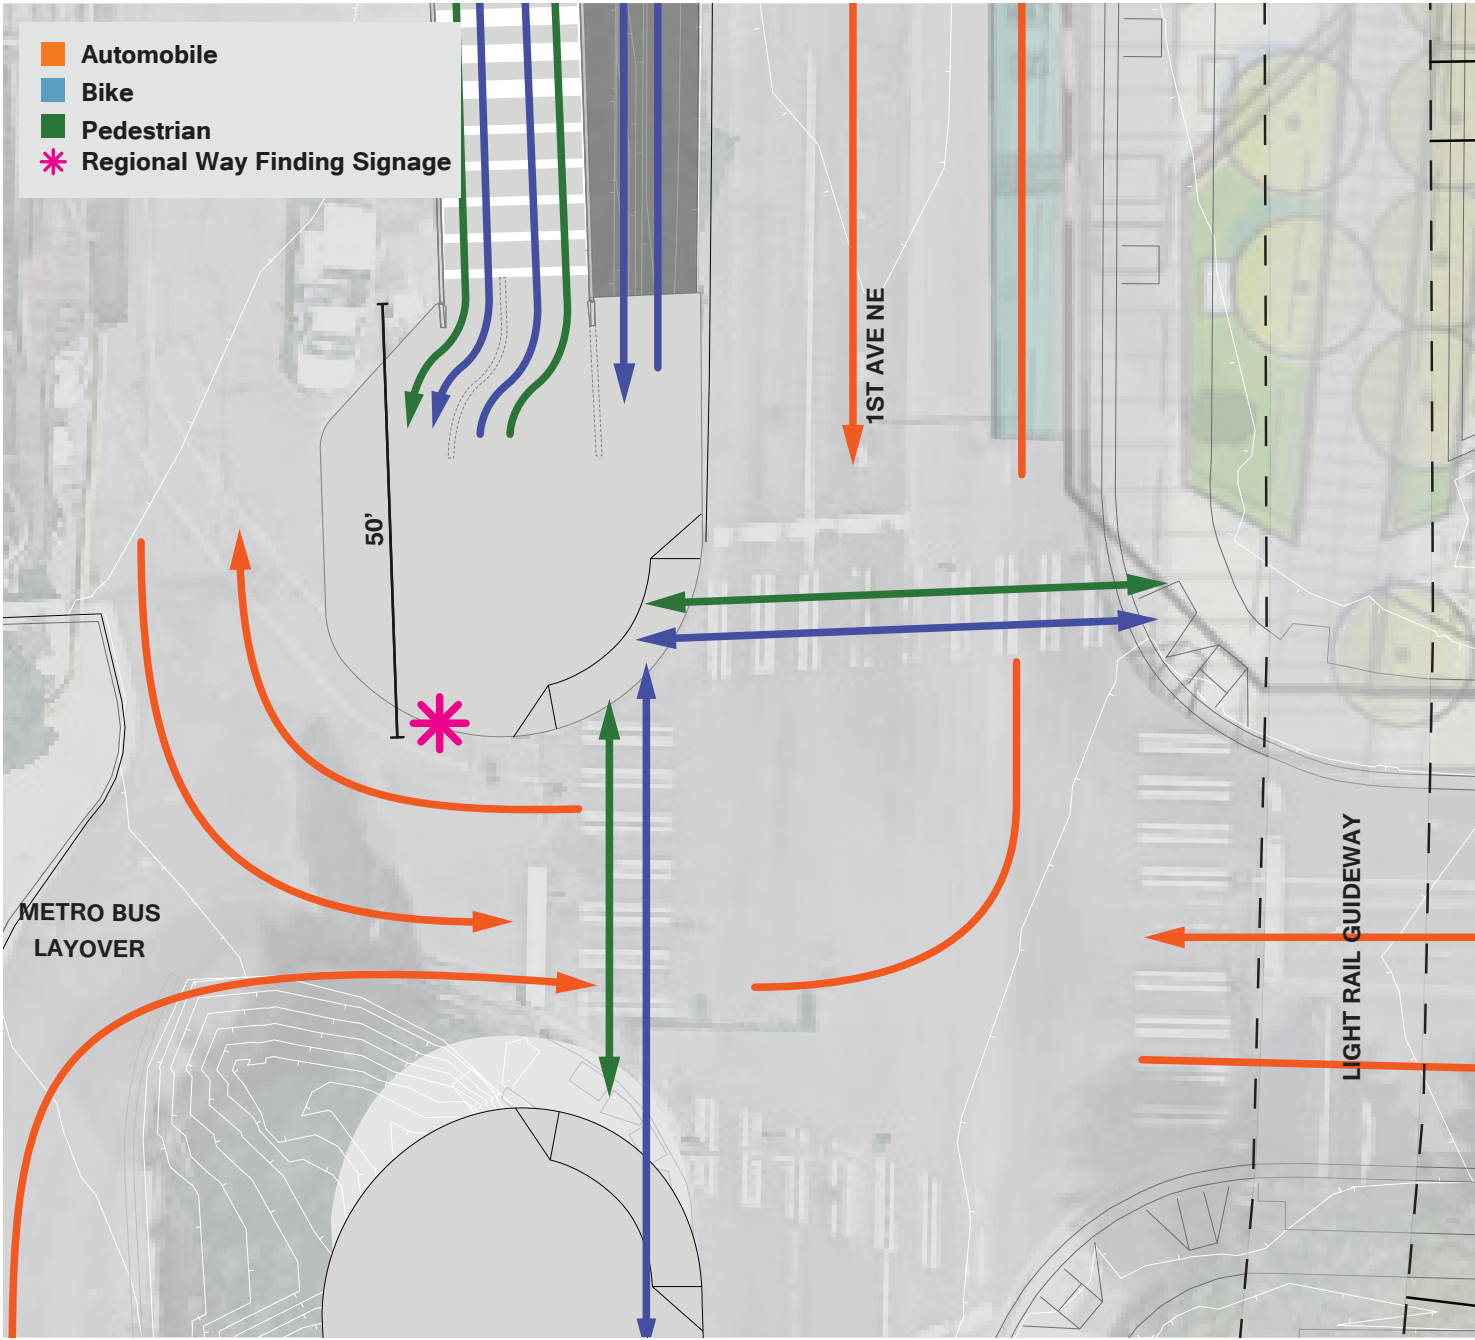 Automobile
Bike
Pedestrian
Regional Way Finding Signage
1ST AVE NE
50’
METRO BUS
LAYOVER
LIGHT RAIL GUIDEWAY